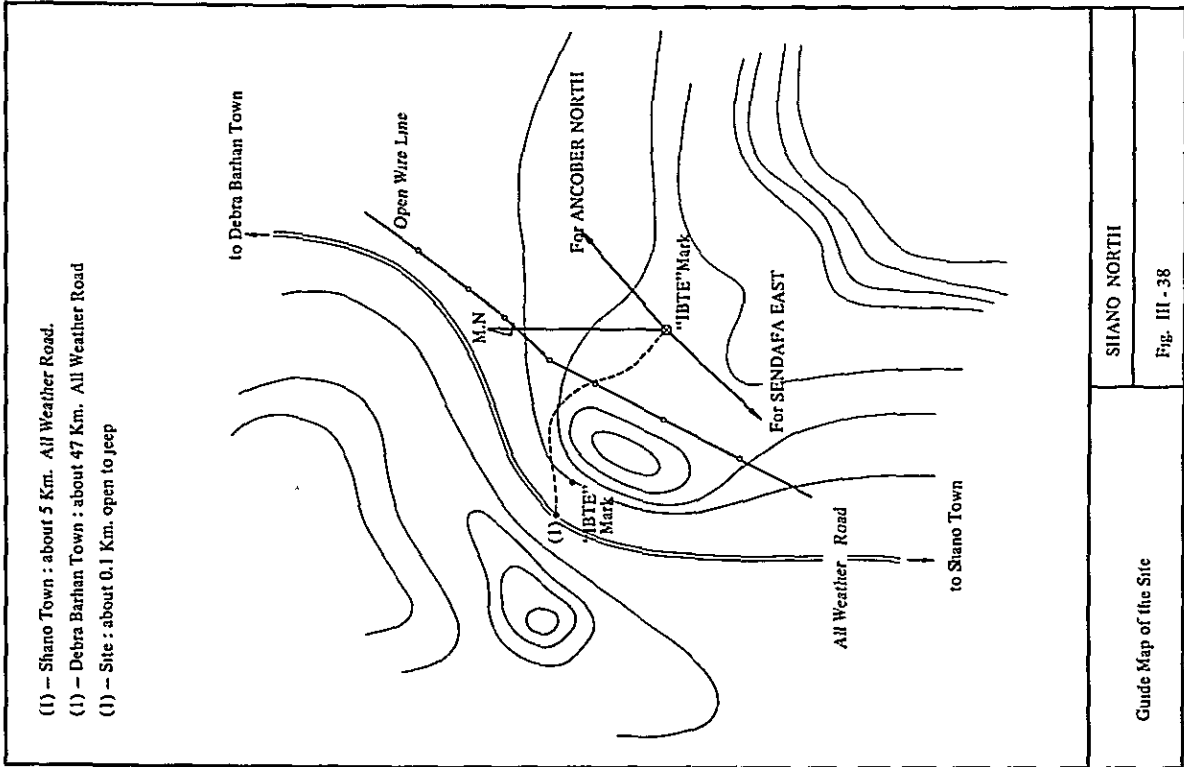 (1) – Shano Town : about 5 Km. All Weather Road.
(1) – Debra Barhan Town : about 47 Km. All Weather Road
(1) – Site : about 0.1 Km. open to jeep
to Debra Barhan Town
Open Wire Line
For ANCOBER NORTH
M.N
"IBTE" Mark
(1)
"IBTE"
Mark
For SENDAFA EAST
All Weather Road
to Shano Town
Guide Map of the Site
SHANO NORTH
Fig. III - 38